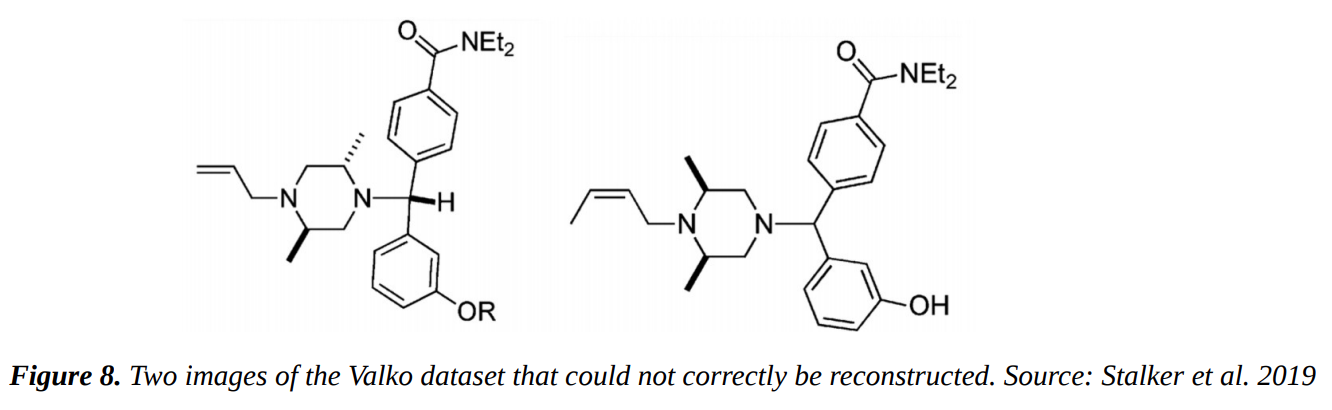 O
NEt2
N
N
H
OR
O
NEt2
N
N
OH
Figure 8. Two images of the Valko dataset that could not correctly be reconstructed. Source: Stalker et al. 2019